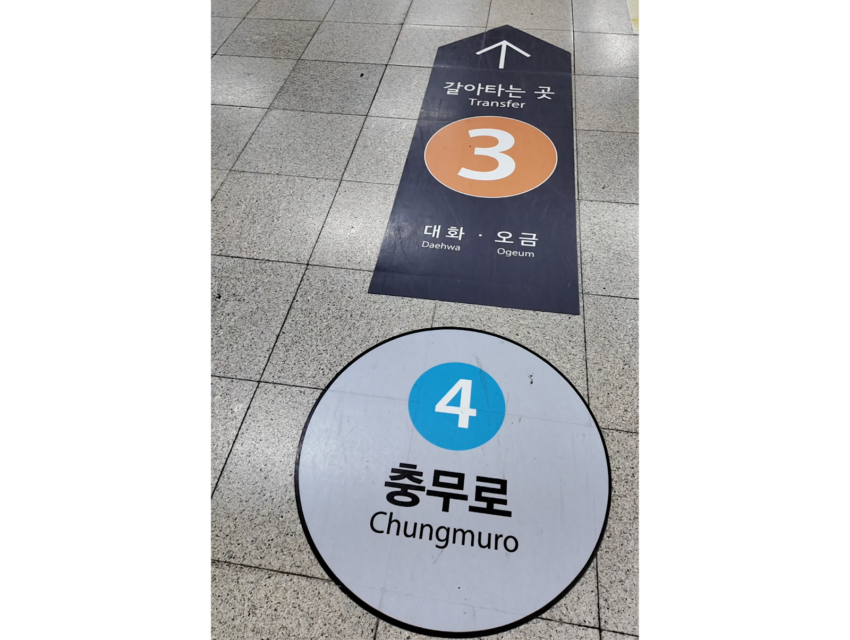 갈아타는 곳
Transfer
3
대화 · 오금
Daehwa Ogeum
4
충무로
Chungmuro